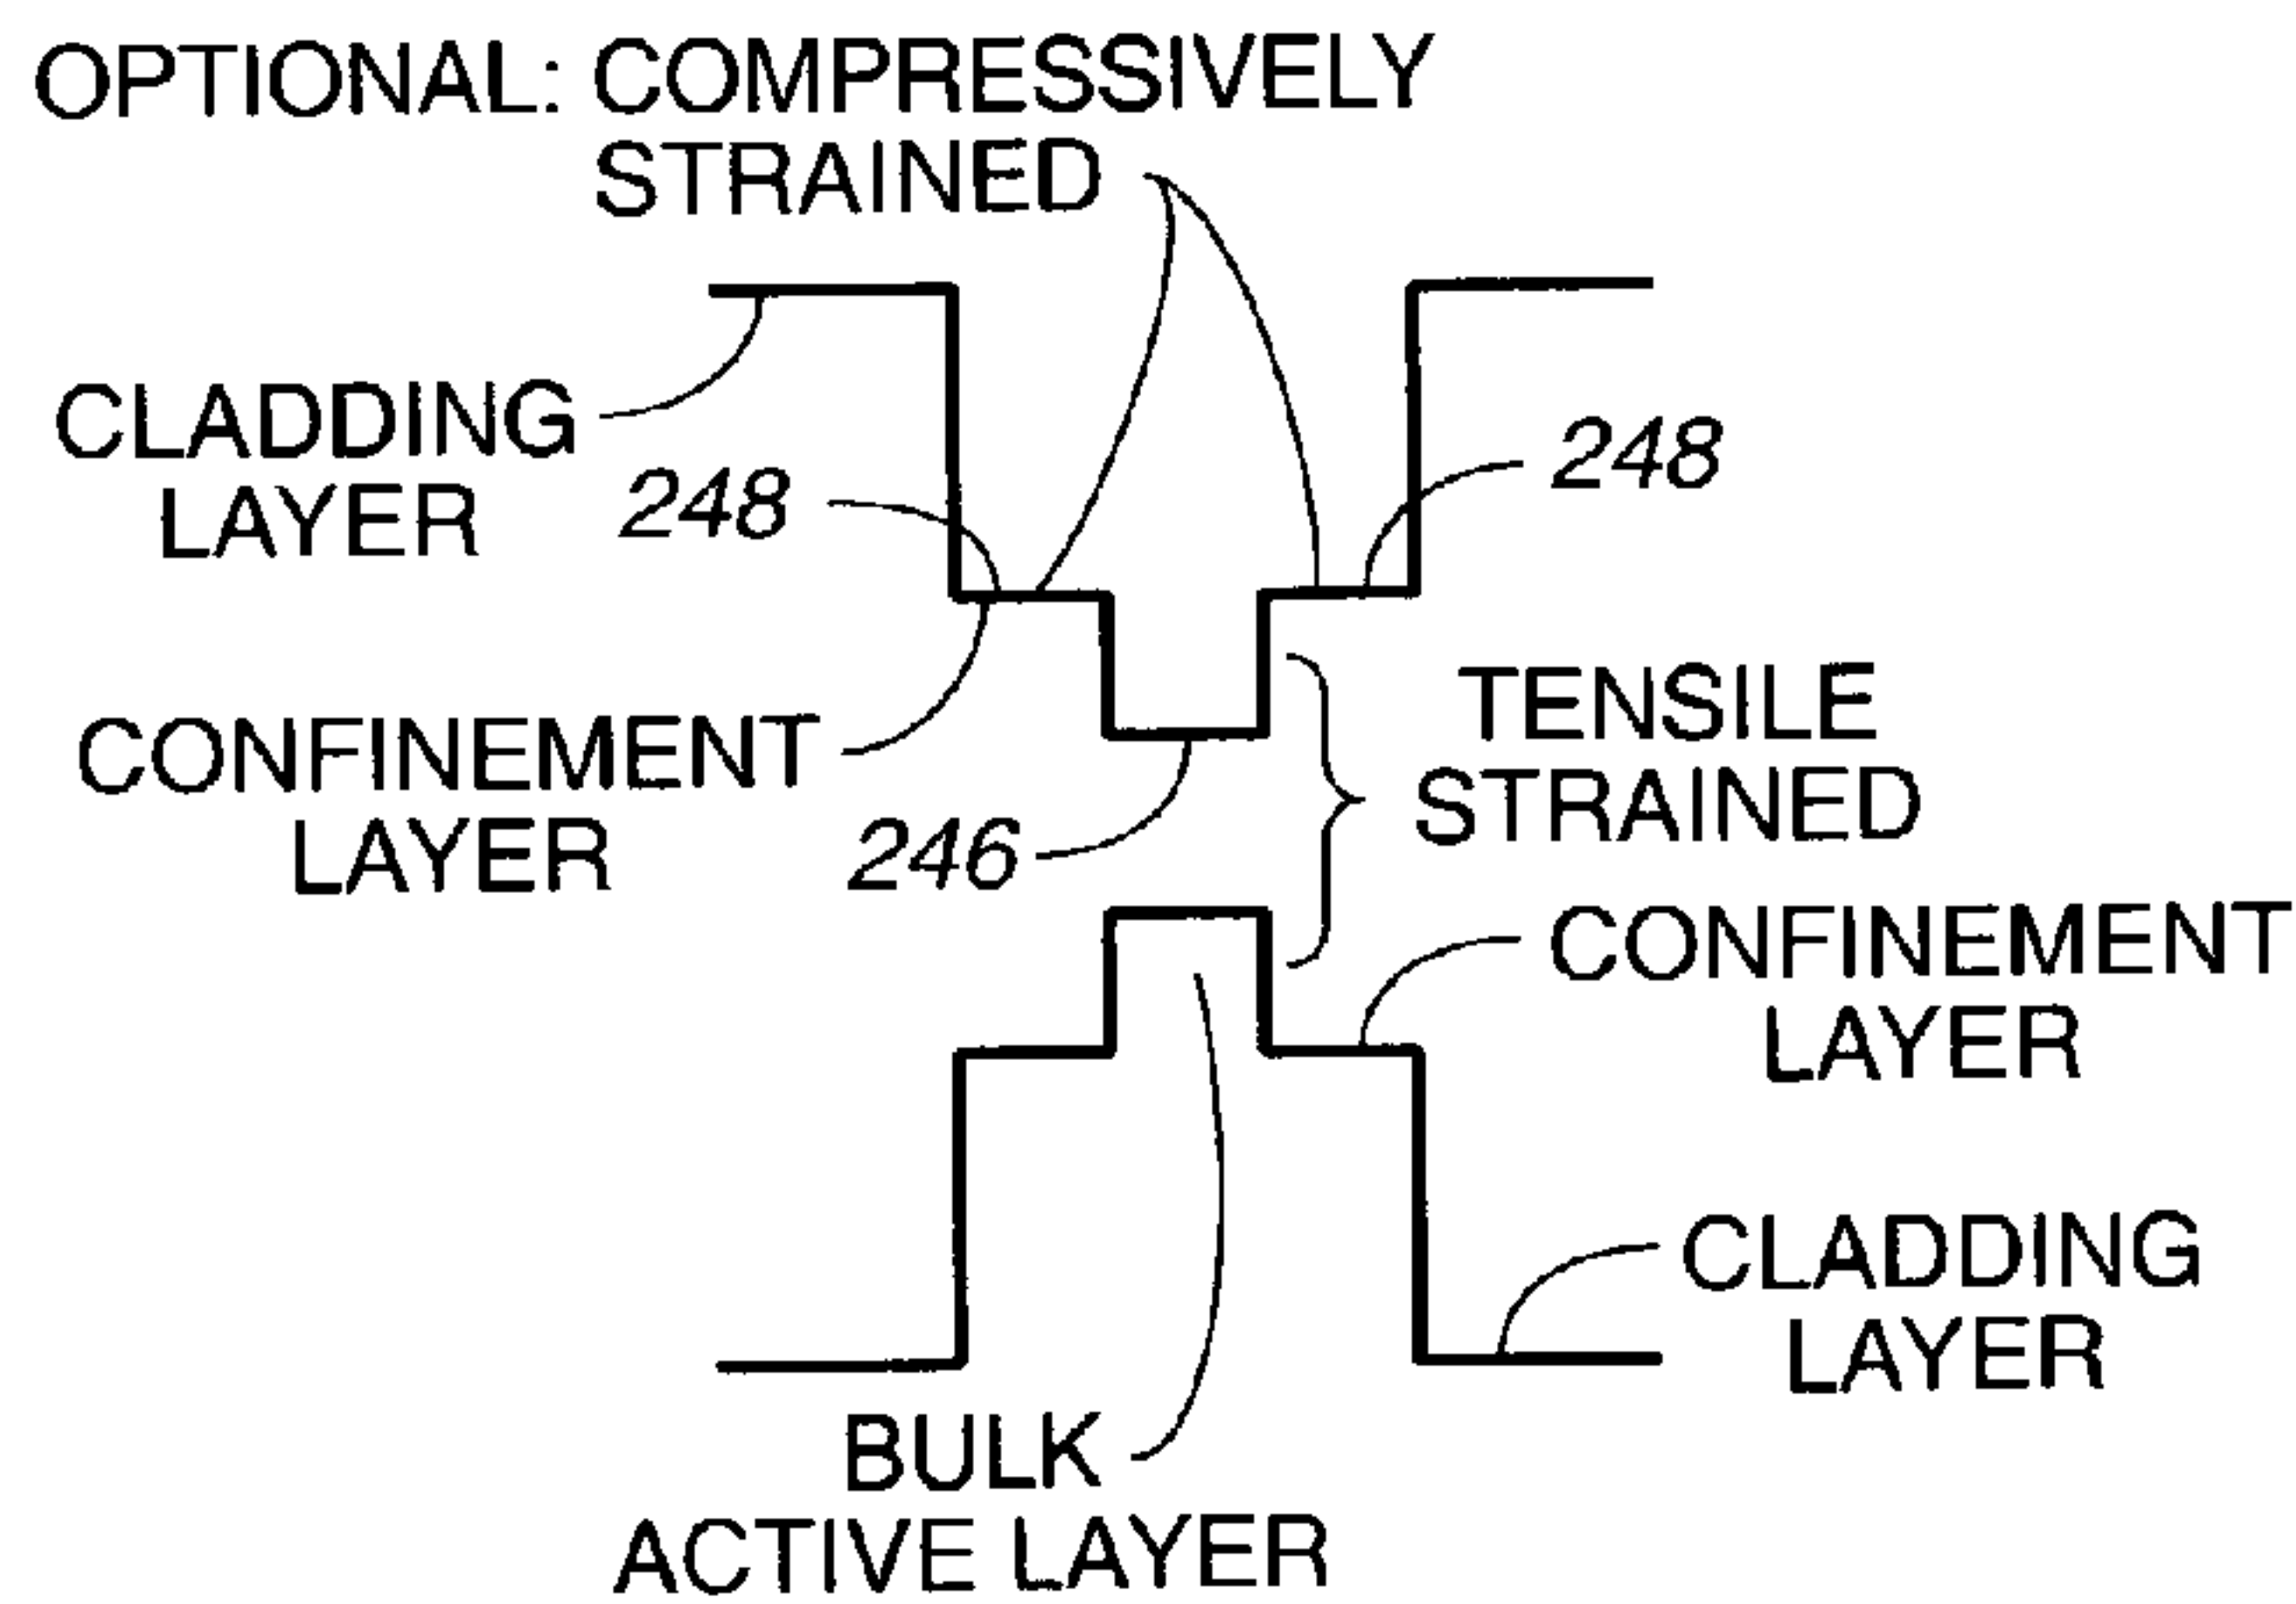 OPTIONAL: COMPRESSIVELY
STRAINED
CLADDING
LAYER
248
248
CONFINEMENT
LAYER
246
TENSILE
STRAINED
CONFINEMENT
LAYER
CLADDING
LAYER
BULK
ACTIVE LAYER